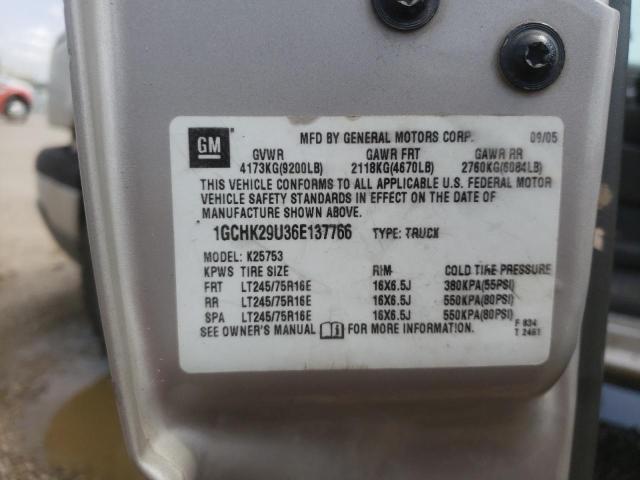 GM MFD BY GENERAL MOTORS CORP. 09/05
GVWR GAWR FRT GAWR RR
4173KG(9200LB) 2118KG(4670LB) 2760KG(6084LB)
THIS VEHICLE CONFORMS TO ALL APPLICABLE U.S. FEDERAL MOTOR
VEHICLE SAFETY STANDARDS IN EFFECT ON THE DATE OF
MANUFACTURE SHOWN ABOVE.
1GCHK29U36E137766 TYPE: TRUCK
MODEL: K25753
KPWS TIRE SIZE RIM COLD TIRE PRESSURE
FRT LT245/75R16E 16X6.5J 380KPA(55PSI)
RR LT245/75R16E 16X6.5J 550KPA(80PSI)
SPA LT245/75R16E 16X6.5J 550KPA(80PSI)
SEE OWNER'S MANUAL FOR MORE INFORMATION. F 834
T 2461